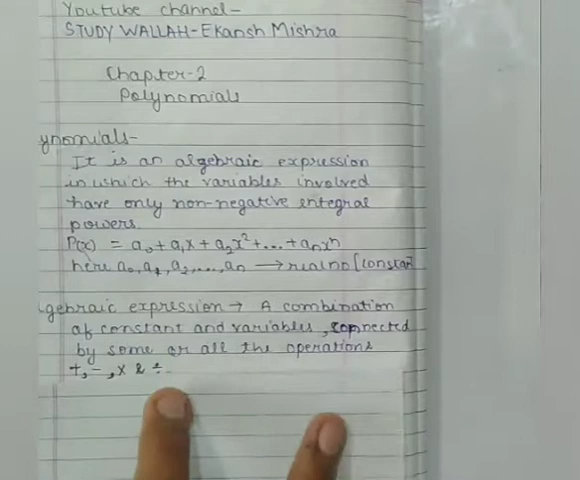 Youtube channel-
STUDY WALLAH-Ekansh Mishra
Chapter-2
Polynomials
ynomials-
It is an algebraic expression
in which the variables involved
have only non-negative integral
powers.
P(x) = a₀+a₁x+a₂x²+...+aₙxⁿ
here a₀,a₁,a₂,...,aₙ → real no [constant
gebraic expression → A combination
of constant and variables, connected
by some or all the operations
+,-,x & ÷.